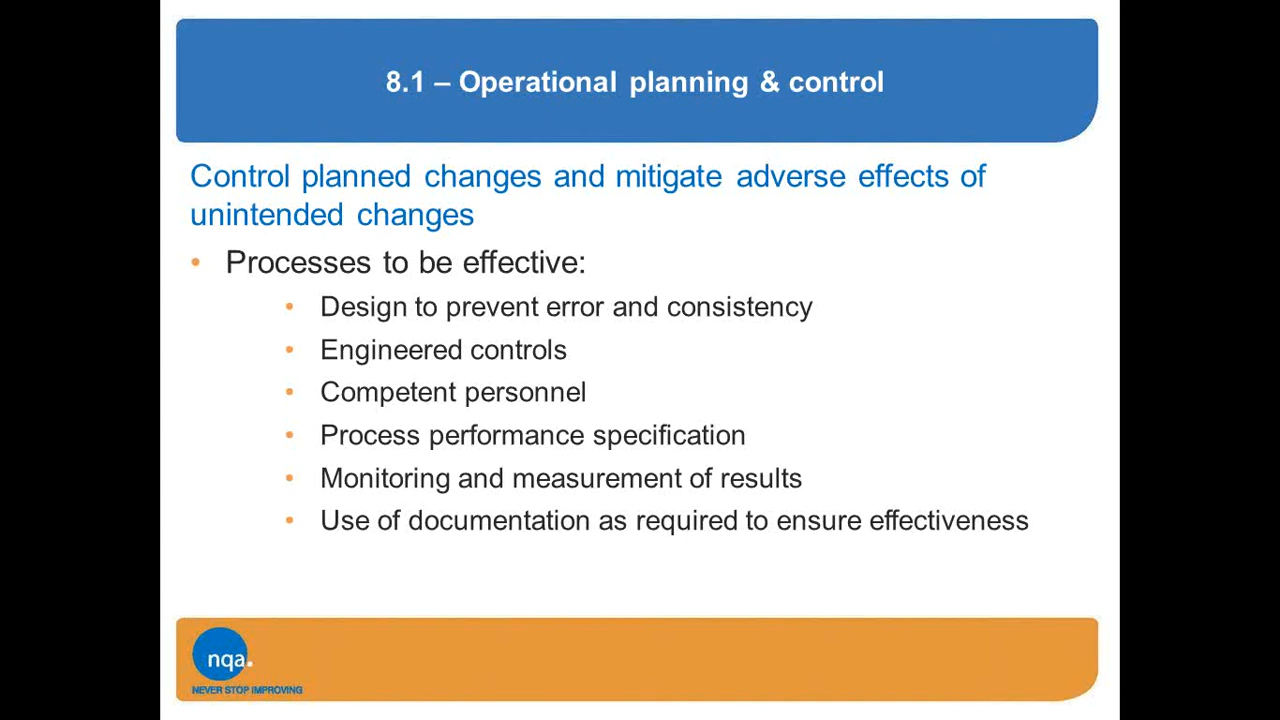 8.1 – Operational planning & control
Control planned changes and mitigate adverse effects of
unintended changes
• Processes to be effective:
• Design to prevent error and consistency
• Engineered controls
• Competent personnel
• Process performance specification
• Monitoring and measurement of results
• Use of documentation as required to ensure effectiveness
nqa.
NEVER STOP IMPROVING